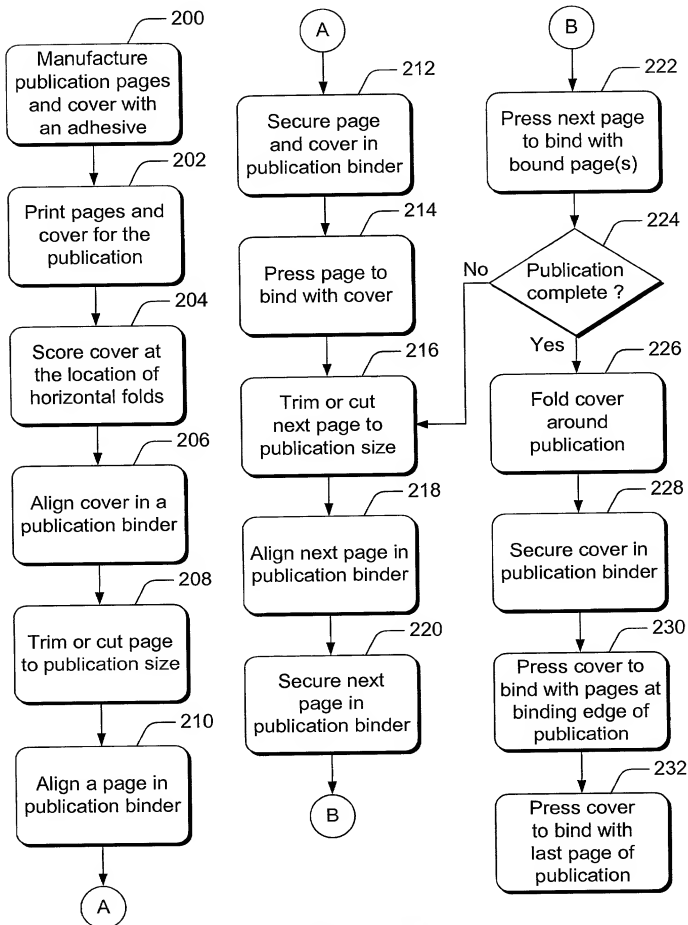 200
Manufacture
publication pages
and cover with
an adhesive
202
Print pages and
cover for the
publication
204
Score cover at
the location of
horizontal folds
206
Align cover in a
publication binder
208
Trim or cut page
to publication size
210
Align a page in
publication binder
A
A
212
Secure page
and cover in
publication binder
214
Press page to
bind with cover
216
Trim or cut
next page to
publication size
218
Align next page in
publication binder
220
Secure next
page in
publication binder
B
B
222
Press next page
to bind with
bound page(s)
224
Publication
complete ?
No
Yes
226
Fold cover
around
publication
228
Secure cover in
publication binder
230
Press cover to
bind with pages at
binding edge of
publication
232
Press cover
to bind with
last page of
publication